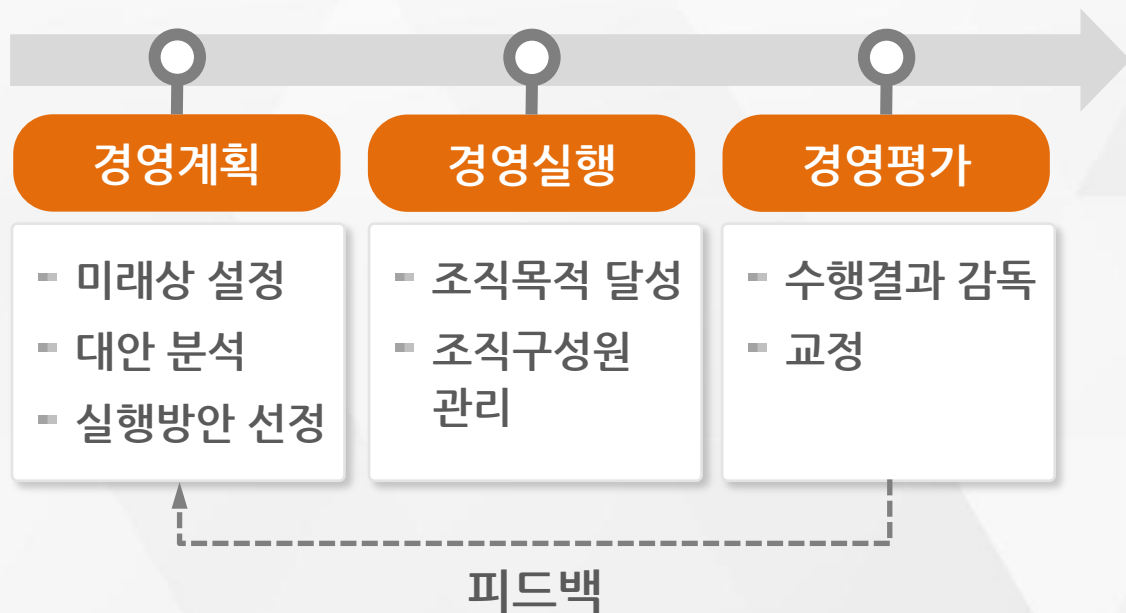 경영계획
미래상 설정
대안 분석
실행방안 선정
경영실행
조직목적 달성
조직구성원
관리
경영평가
수행결과 감독
교정
피드백